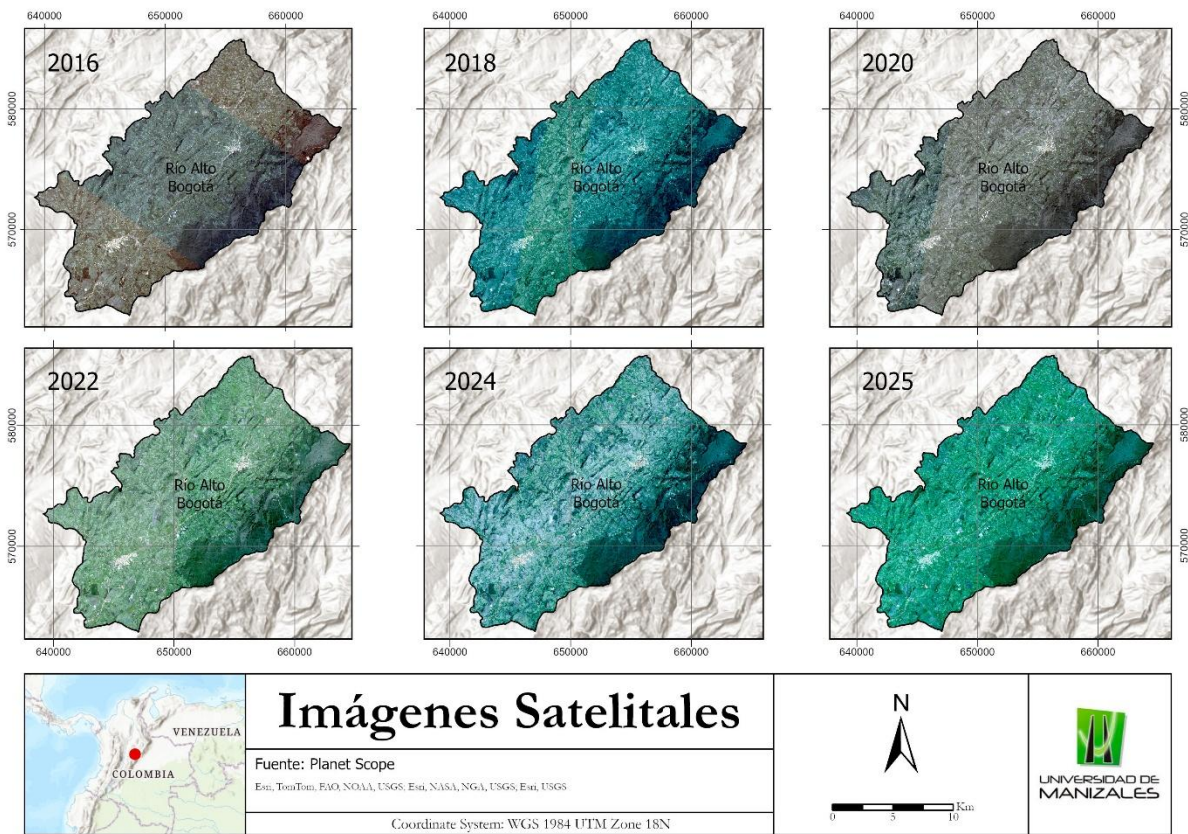 640000 650000 660000 640000 650000 660000 640000 650000 660000
2016 2018 2020
580000 580000
Río Alto Río Alto Río Alto
Bogotá Bogotá Bogotá
570000 570000
2022 2024 2025
580000 580000
Río Alto Río Alto Río Alto
Bogotá Bogotá Bogotá
570000 570000
640000 650000 660000 640000 650000 660000 640000 650000 660000
VENEZUELA
COLOMBIA
Imágenes Satelitales
Fuente: Planet Scope
Esri, TomTom, FAO, NOAA, USGS, Esri, NASA, NGA, USGS, Esri, USGS
Coordinate System: WGS 1984 UTM Zone 18N
N
0 5 10 Km
UNIVERSIDAD DE
MANIZALES